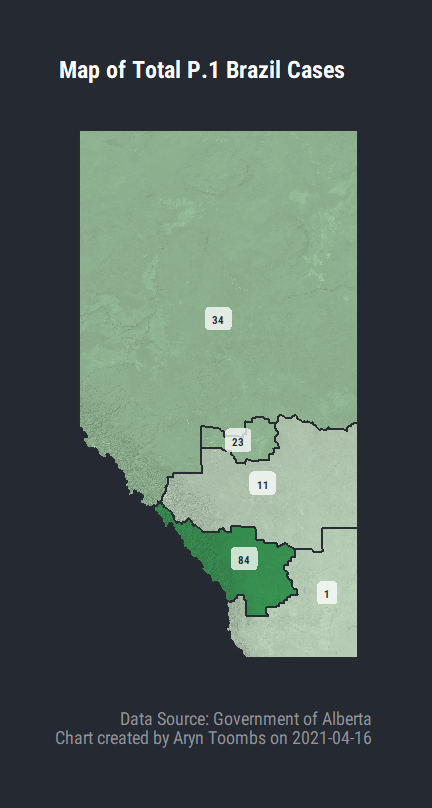 Map of Total P.1 Brazil Cases
34
23
11
84
1
Data Source: Government of Alberta
Chart created by Aryn Toombs on 2021-04-16